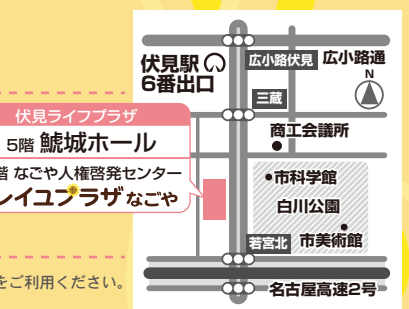 伏見駅
6番出口
広小路伏見
広小路通
N
三蔵
商工会議所
伏見ライフプラザ
5階 鯱城ホール
階 なごや人権啓発センター
レイユプラザなごや
市科学館
白川公園
若宮北
市美術館
をご利用ください。
名古屋高速2号